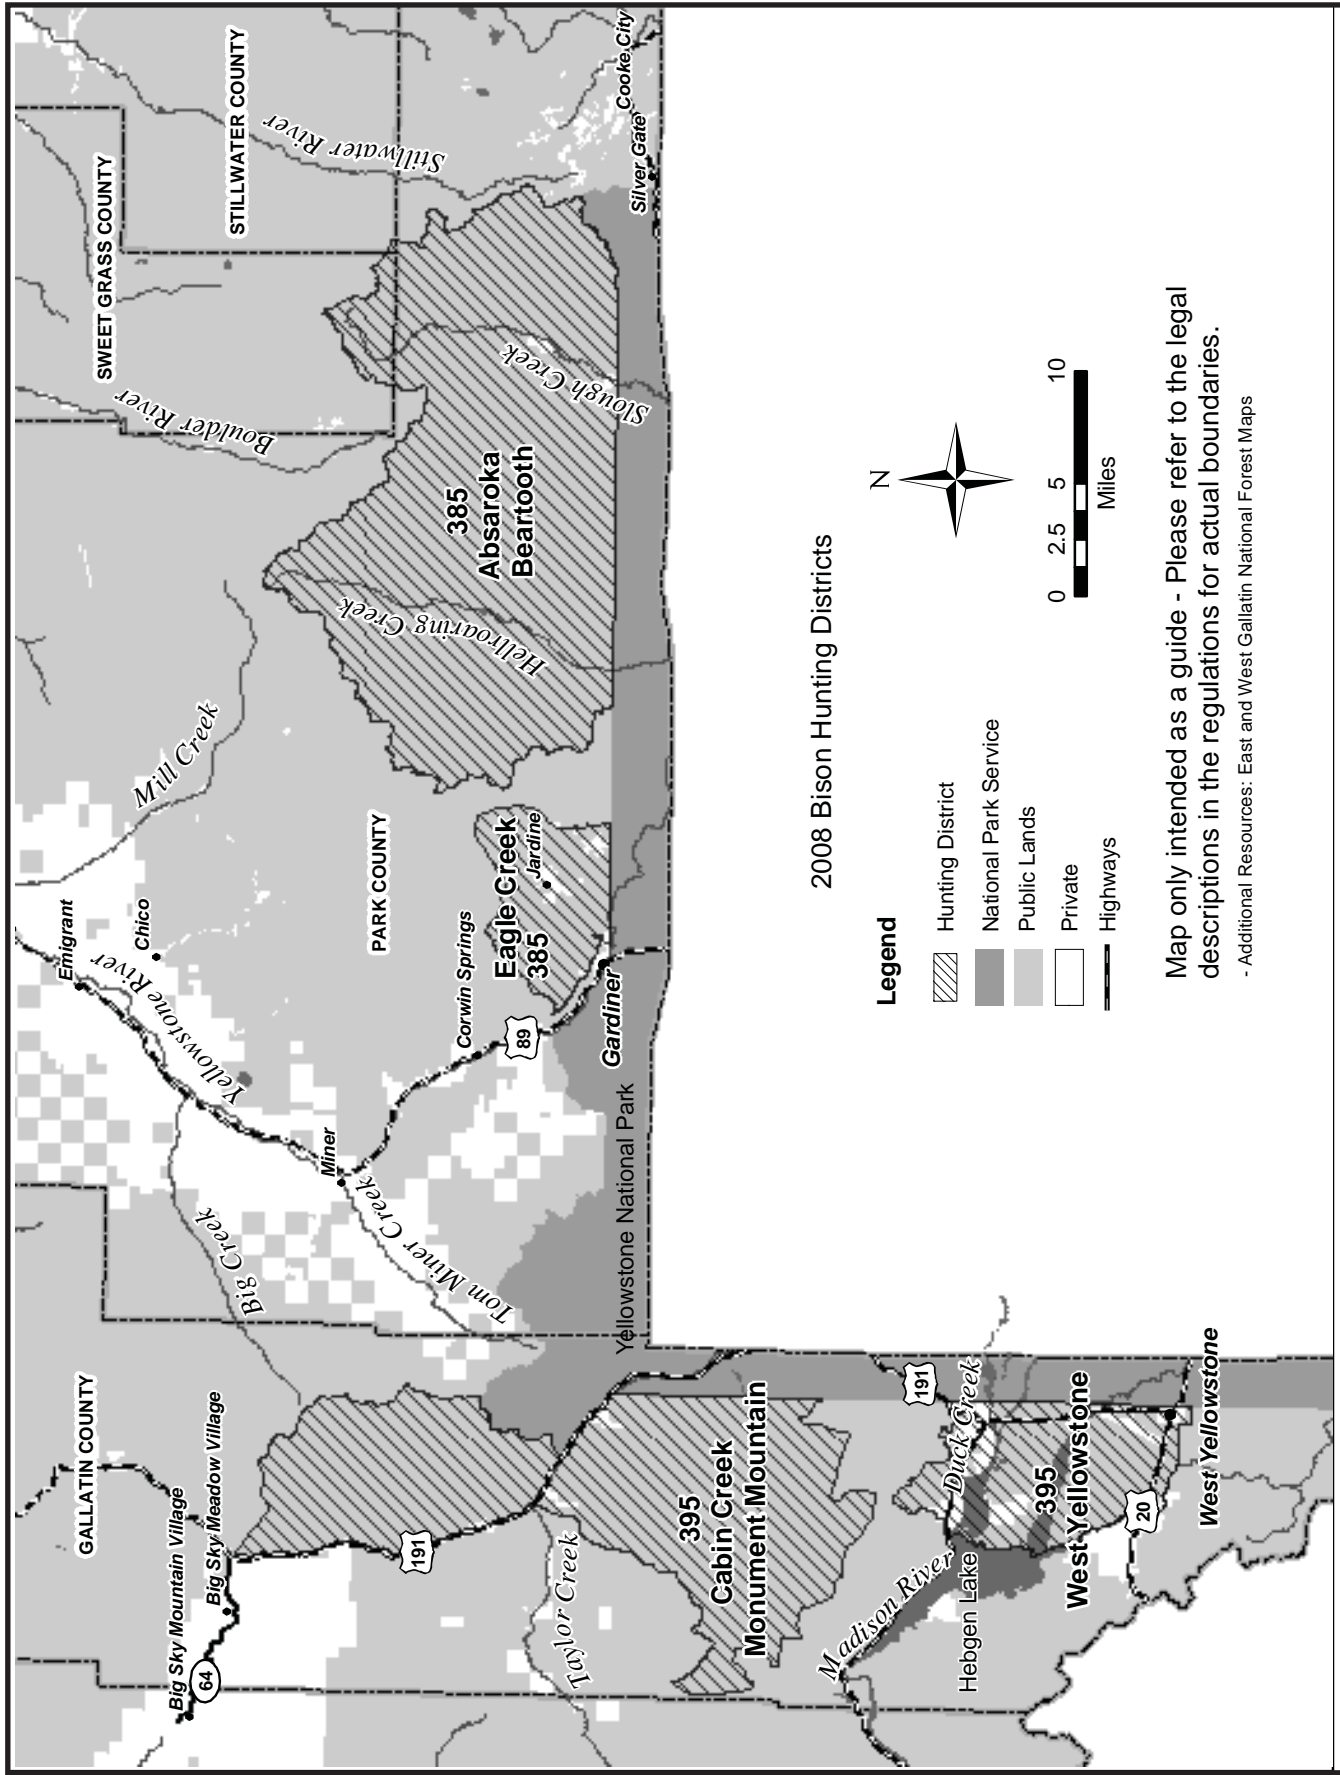 GALLATIN COUNTY
SWEET GRASS COUNTY
STILLWATER COUNTY
PARK COUNTY
Big Sky Mountain Village
Big Sky Meadow Village
64
191
Big Creek
Taylor Creek
Tom Miner Creek
Miner
Yellowstone River
Emigrant
Chico
Mill Creek
Boulder River
Stillwater River
Corwin Springs
89
Eagle Creek
385
Jardine
Gardiner
Hellroaring Creek
385
Absaroka
Beartooth
Slough Creek
Silver Gate
Cooke City
Yellowstone National Park
395
Cabin Creek
Monument Mountain
Madison River
Hebgen Lake
191
Duck Creek
395
West Yellowstone
20
West Yellowstone
2008 Bison Hunting Districts
Legend
Hunting District
National Park Service
Public Lands
Private
Highways
N
0 2.5 5 10
Miles
Map only intended as a guide - Please refer to the legal
descriptions in the regulations for actual boundaries.
- Additional Resources: East and West Gallatin National Forest Maps